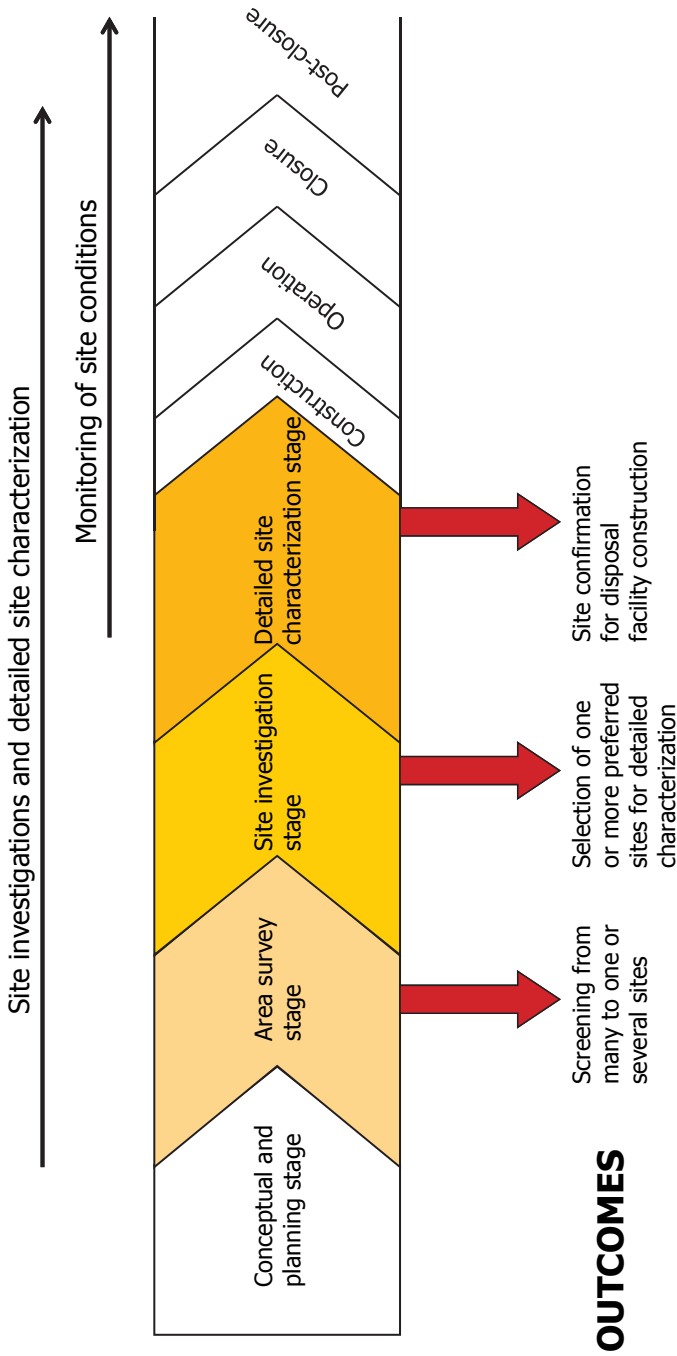 Site investigations and detailed site characterization
Monitoring of site conditions
Conceptual and
planning stage
Area survey
stage
Site investigation
stage
Detailed site
characterization stage
Construction
Operation
Closure
Post-closure
OUTCOMES
Screening from
many to one or
several sites
Selection of one
or more preferred
sites for detailed
characterization
Site confirmation
for disposal
facility construction